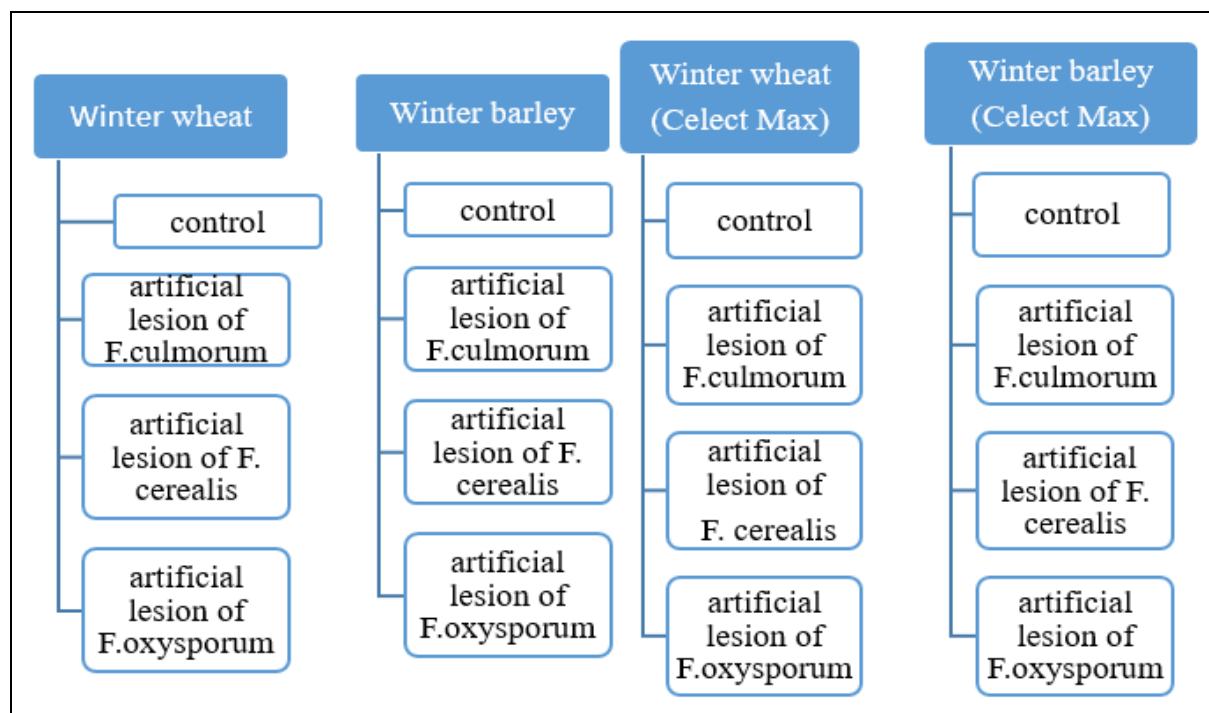 Winter wheat
control
artificial
lesion of
F.culmorum
artificial
lesion of F.
cerealis
artificial
lesion of
F.oxysporum
Winter barley
control
artificial
lesion of
F.culmorum
artificial
lesion of F.
cerealis
artificial
lesion of
F.oxysporum
Winter wheat
(Celect Max)
control
artificial
lesion of
F.culmorum
artificial
lesion of
F. cerealis
artificial
lesion of
F.oxysporum
Winter barley
(Celect Max)
control
artificial
lesion of
F.culmorum
artificial
lesion of F.
cerealis
artificial
lesion of
F.oxysporum